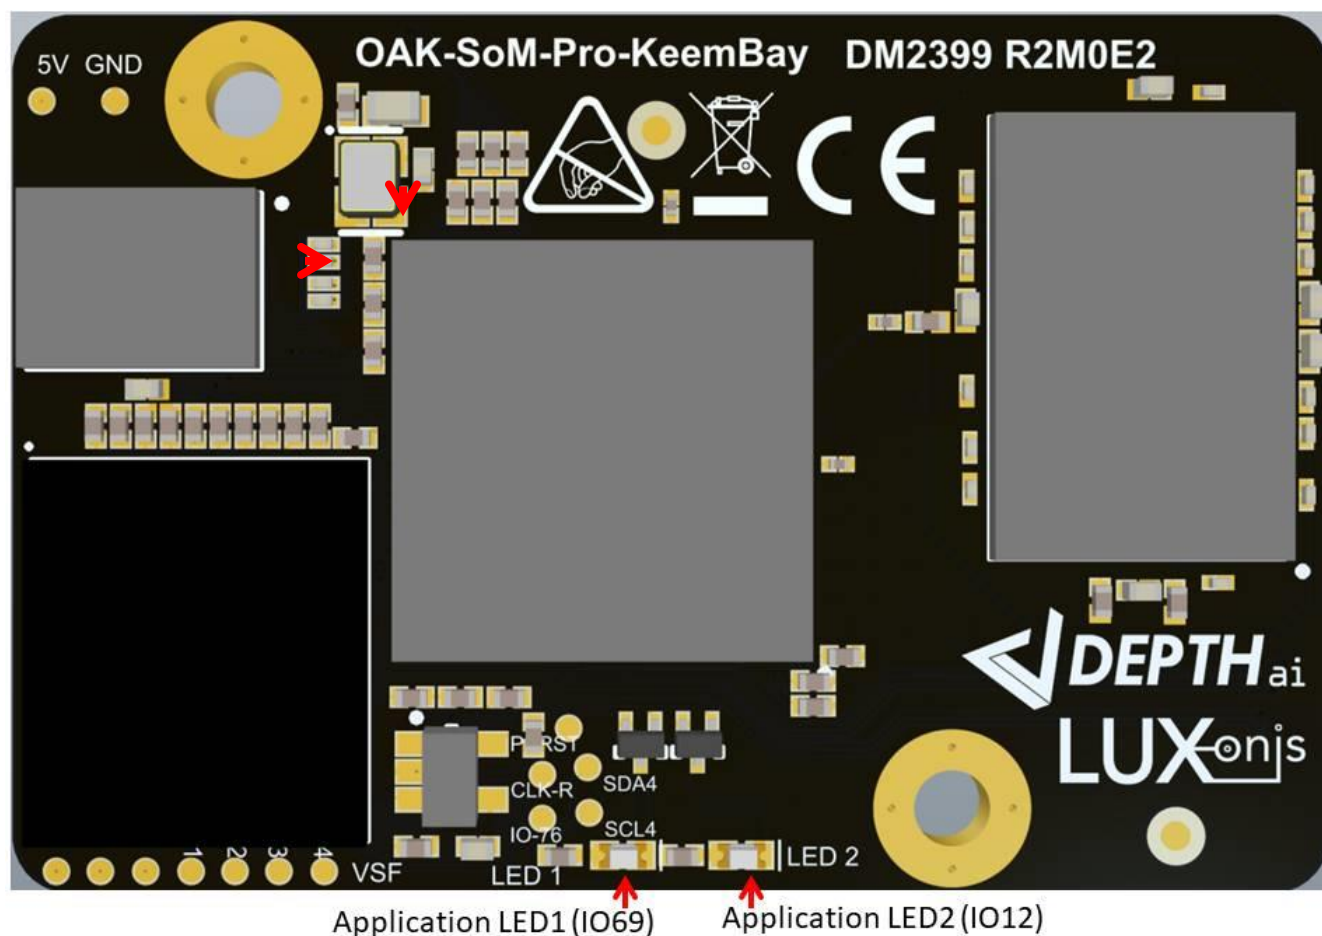 OAK-SoM-Pro-KeemBay DM2399 R2M0E2
5V GND
CE
DEPTH ai
LUXonis
SDA4
CLK-R
SCL4
IO-76
1 2 3 4
VSF
LED 1
LED 2
Application LED1 (IO69)
Application LED2 (IO12)